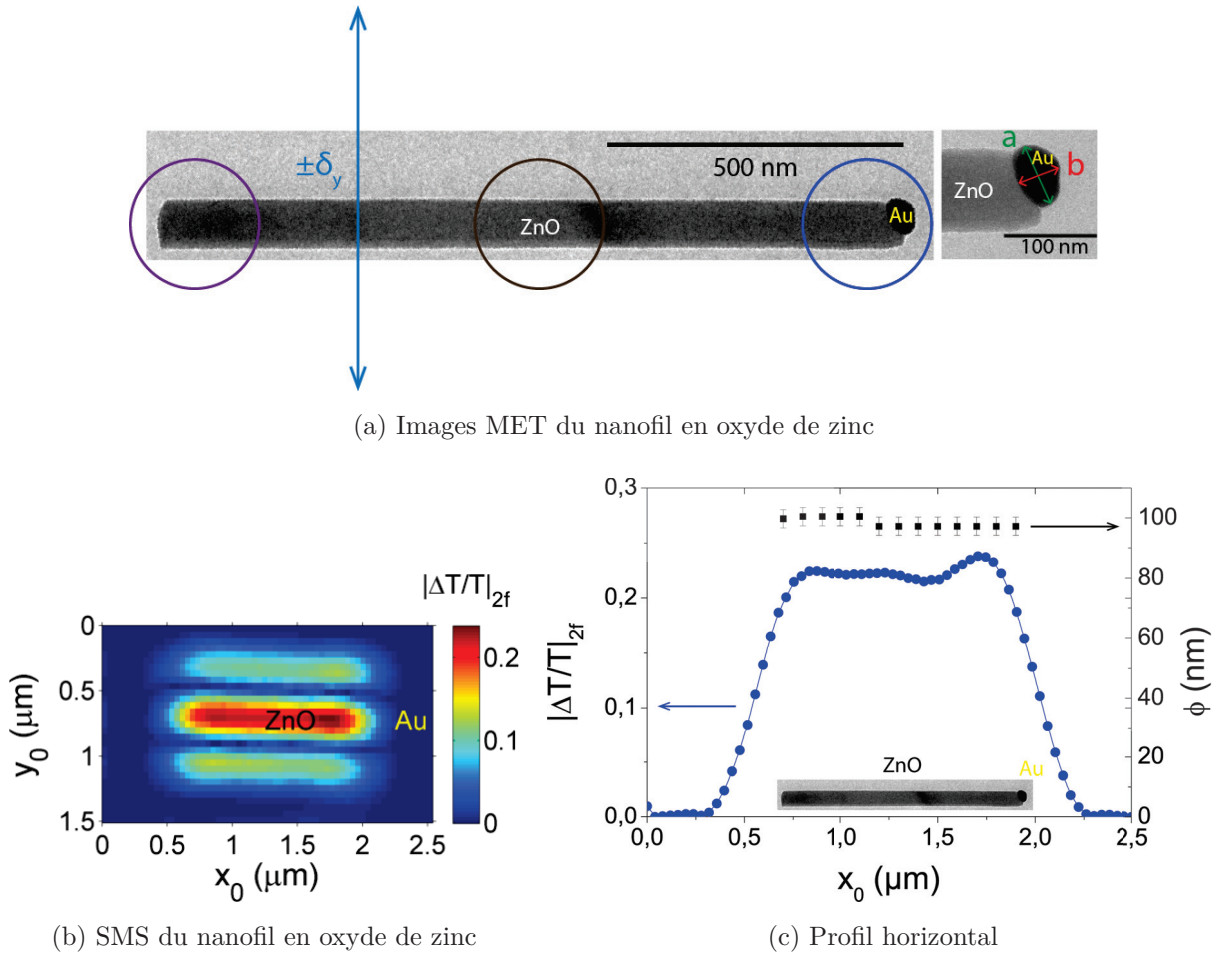 ±δy
500 nm
ZnO
Au
a
Au
b
ZnO
100 nm
(a) Images MET du nanofil en oxyde de zinc
|ΔT/T|2f
0
0.5
1
1.5
y0 (μm)
ZnO
Au
0.2
0.1
0
0 0.5 1 1.5 2 2.5
x0 (μm)
(b) SMS du nanofil en oxyde de zinc
0,3
0,2
0,1
0,0
|ΔT/T|2f
100
80
60
40
20
0
ϕ (nm)
ZnO
Au
0,0 0,5 1,0 1,5 2,0 2,5
x0 (µm)
(c) Profil horizontal